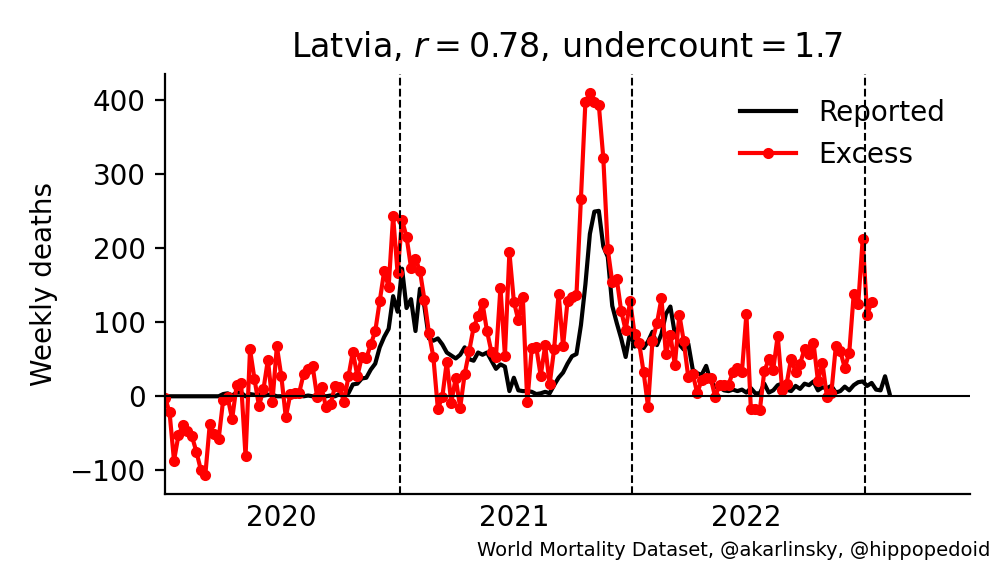 Latvia, r = 0.78, undercount = 1.7
400
300
200
100
0
−100
Weekly deaths
Reported
Excess
2020
2021
2022
World Mortality Dataset, @akarlinsky, @hippopedoid